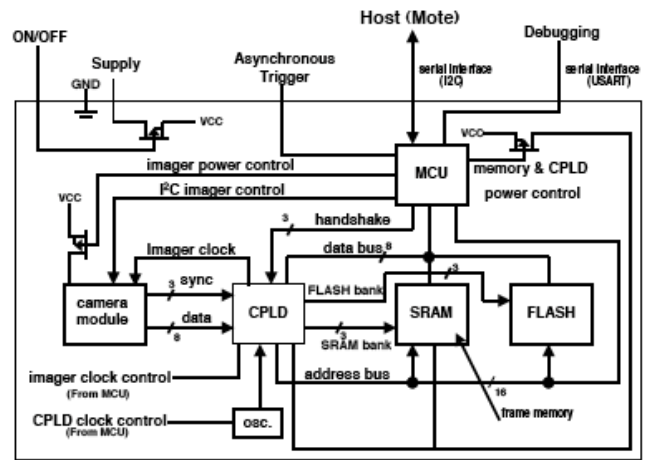 Host (Mote)
ON/OFF
Supply
GND
Asynchronous
Trigger
serial interface
(I2C)
Debugging
serial interface
(USART)
VCC
VCC
imager power control
MCU
memory & CPLD
power control
I²C imager control
VCC
3
handshake
Imager clock
data bus
8
3
sync
FLASH bank
3
camera
module
CPLD
SRAM
FLASH
data
8
3
SRAM bank
imager clock control
(From MCU)
address bus
16
CPLD clock control
(From MCU)
osc.
frame memory